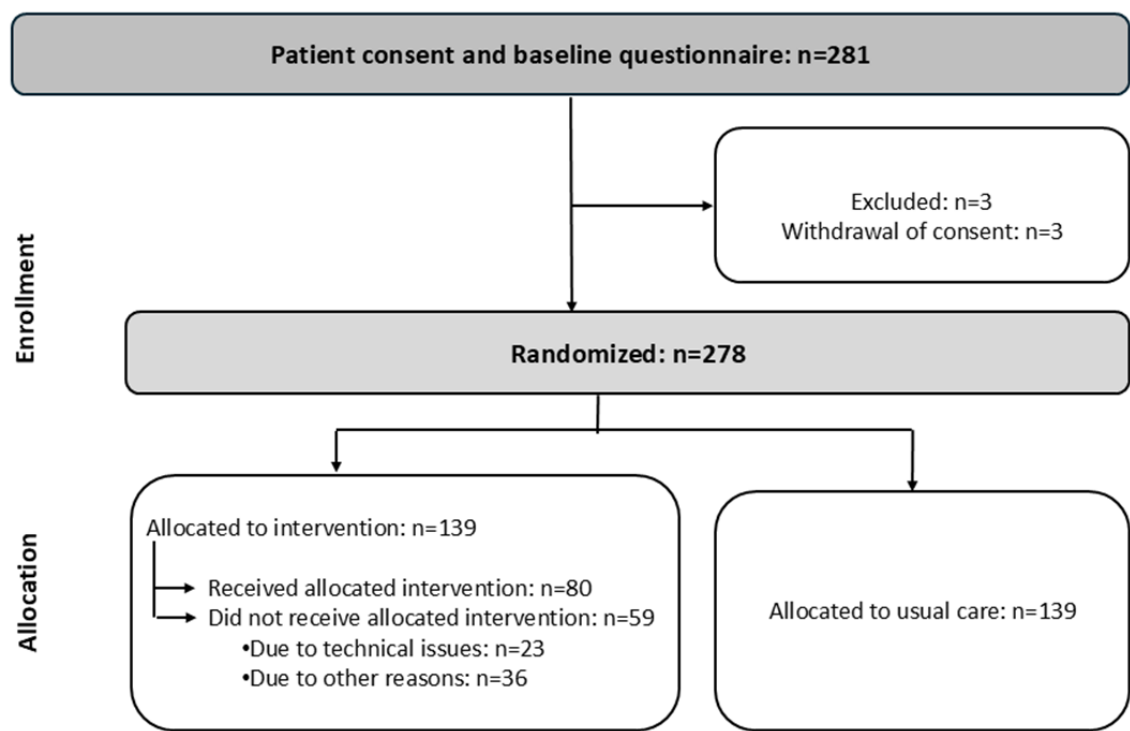 Patient consent and baseline questionnaire: n=281
Excluded: n=3
Withdrawal of consent: n=3
Enrollment
Randomized: n=278
Allocation
Allocated to intervention: n=139
Received allocated intervention: n=80
Did not receive allocated intervention: n=59
•Due to technical issues: n=23
•Due to other reasons: n=36
Allocated to usual care: n=139